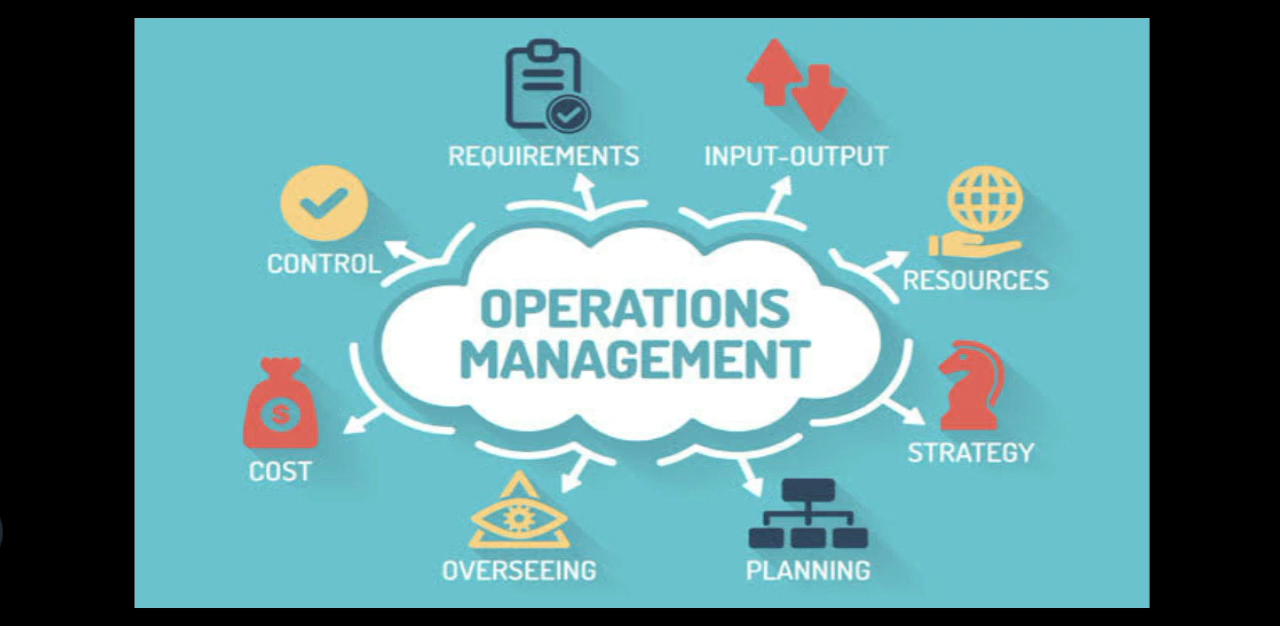 REQUIREMENTS
INPUT-OUTPUT
CONTROL
RESOURCES
OPERATIONS
MANAGEMENT
$
COST
STRATEGY
OVERSEEING
PLANNING